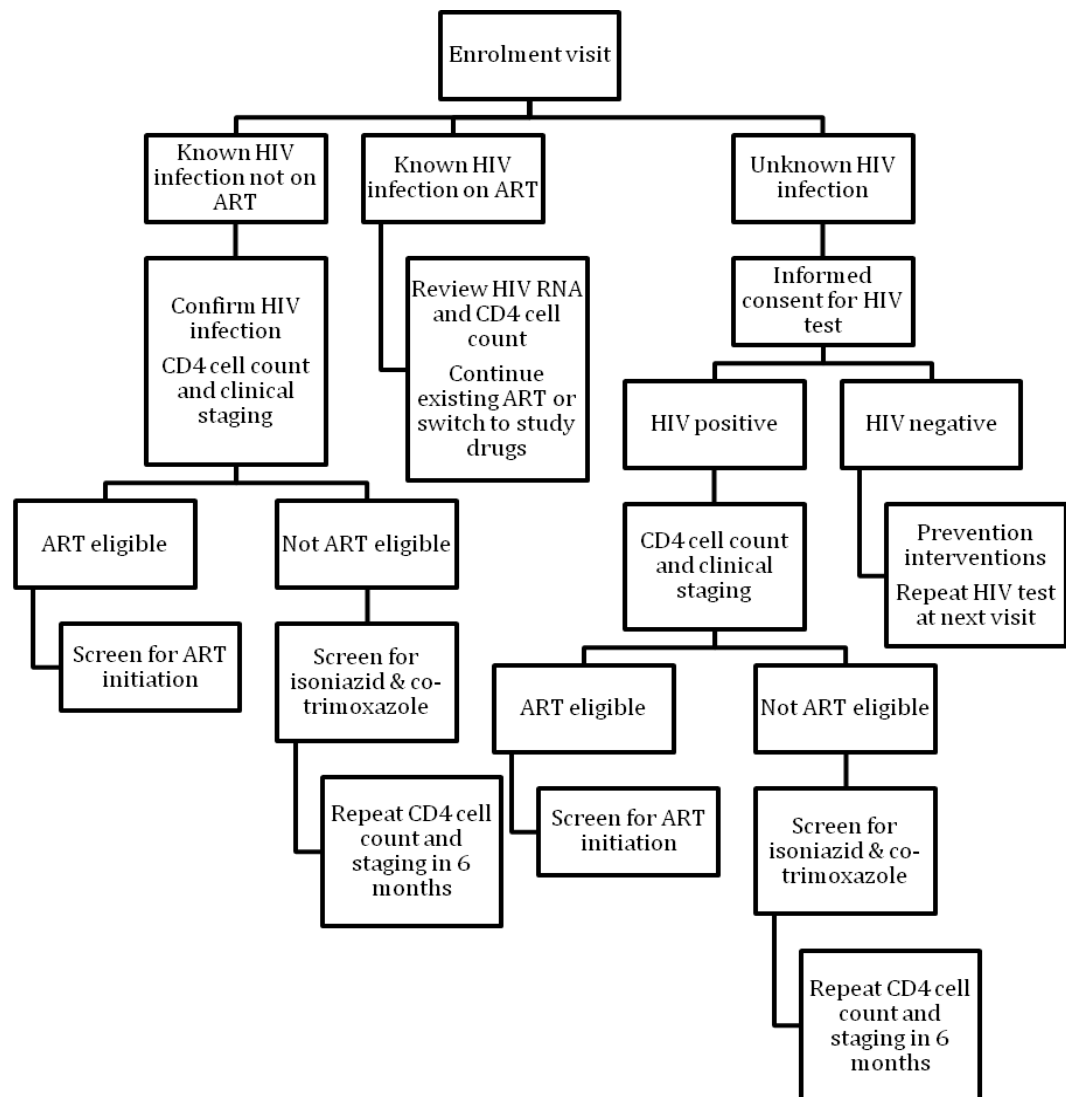 Enrolment visit
Known HIV
infection not on
ART
Known HIV
infection on ART
Unknown HIV
infection
Confirm HIV
infection
CD4 cell count
and clinical
staging
Review HIV RNA
and CD4 cell
count
Continue
existing ART or
switch to study
drugs
Informed
consent for HIV
test
HIV positive
HIV negative
ART eligible
Not ART eligible
CD4 cell count
and clinical
staging
Prevention
interventions
Repeat HIV test
at next visit
Screen for ART
initiation
Screen for
isoniazid & co-
trimoxazole
ART eligible
Not ART eligible
Repeat CD4 cell
count and
staging in 6
months
Screen for ART
initiation
Screen for
isoniazid & co-
trimoxazole
Repeat CD4 cell
count and
staging in 6
months